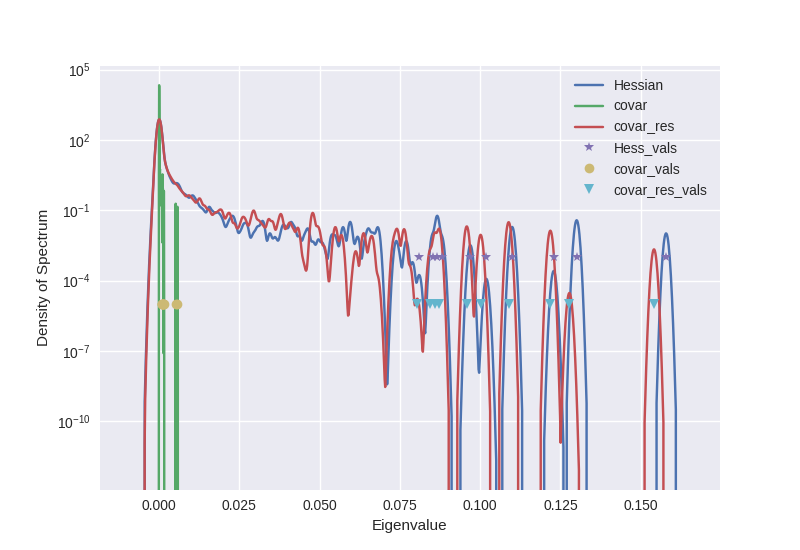 10^5
10^2
10^-1
10^-4
10^-7
10^-10
Density of Spectrum
Hessian
covar
covar_res
Hess_vals
covar_vals
covar_res_vals
0.000 0.025 0.050 0.075 0.100 0.125 0.150
Eigenvalue